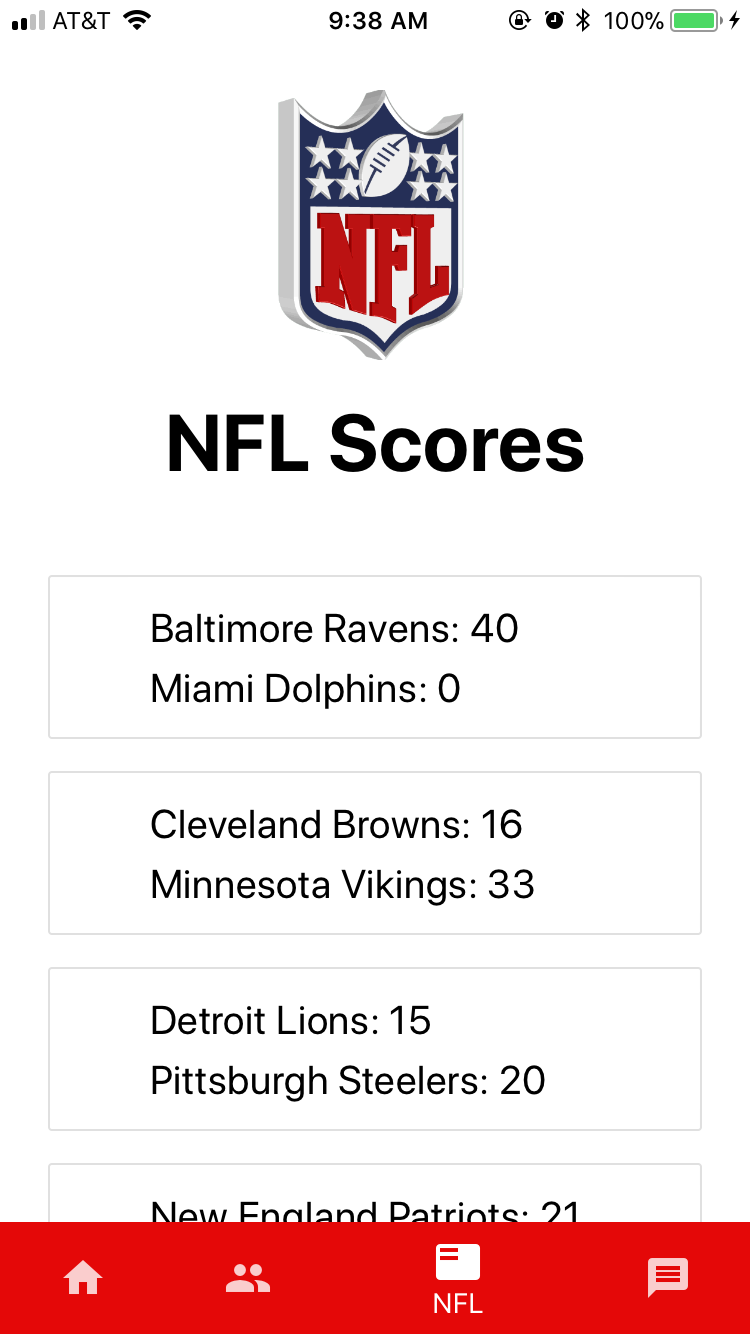 AT&T 9:38 AM 100%
NFL
NFL Scores
Baltimore Ravens: 40
Miami Dolphins: 0
Cleveland Browns: 16
Minnesota Vikings: 33
Detroit Lions: 15
Pittsburgh Steelers: 20
New England Patriots: 21
NFL